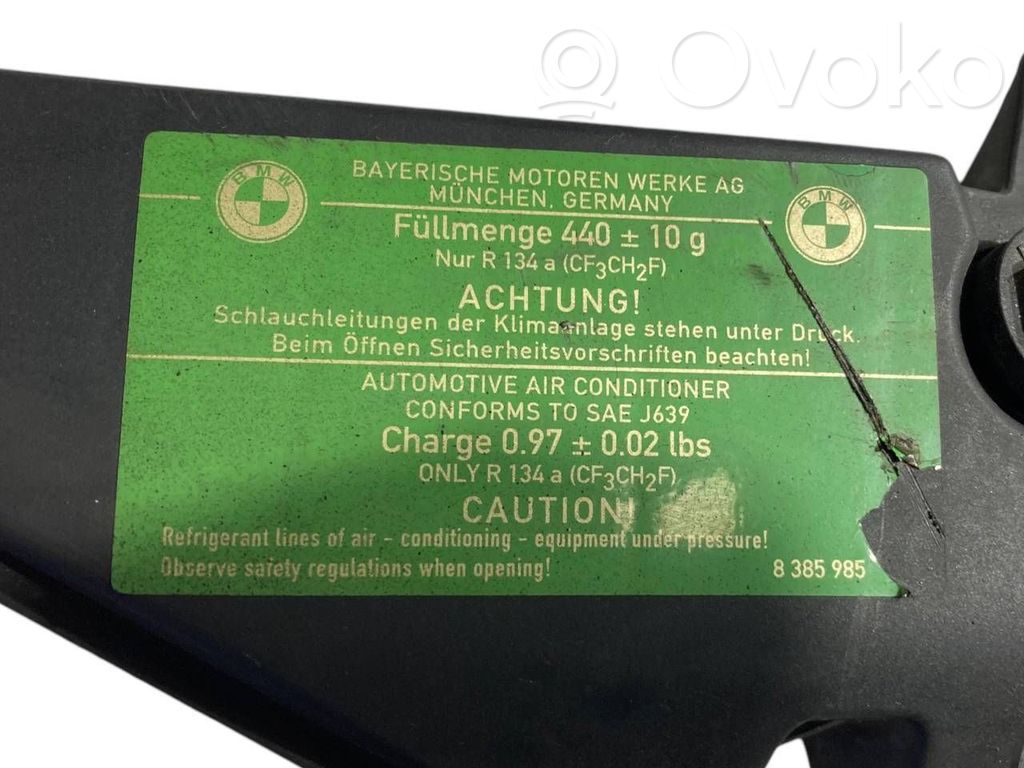 Ovoko
BMW
BMW
BAYERISCHE MOTOREN WERKE AG
MÜNCHEN, GERMANY
Füllmenge 440 ± 10 g
Nur R 134 a (CF₃CH₂F)
ACHTUNG!
Schlauchleitungen der Klimaanlage stehen unter Druck.
Beim Öffnen Sicherheitsvorschriften beachten!
AUTOMOTIVE AIR CONDITIONER
CONFORMS TO SAE J639
Charge 0.97 ± 0.02 lbs
ONLY R 134 a (CF₃CH₂F)
CAUTION!
Refrigerant lines of air - conditioning - equipment under pressure!
Observe safety regulations when opening!
8 385 985